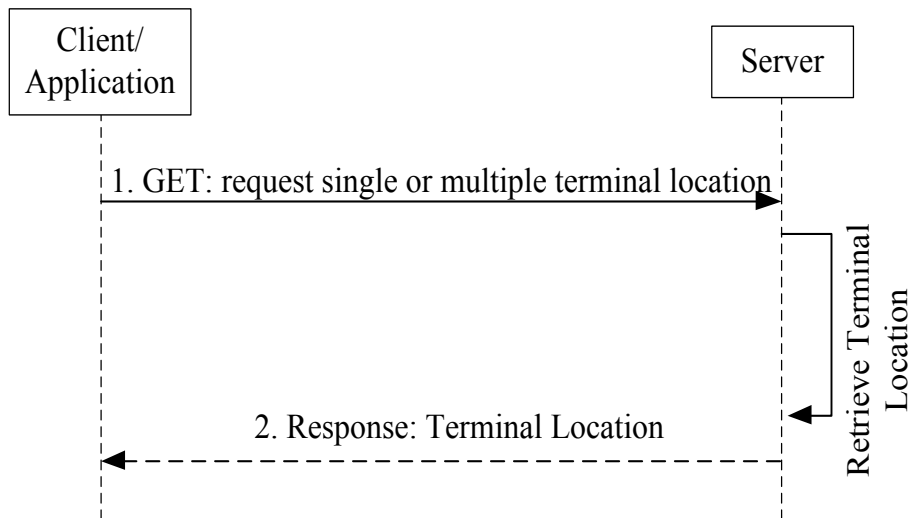 Client/
Application
Server
1. GET: request single or multiple terminal location
Retrieve Terminal
Location
2. Response: Terminal Location